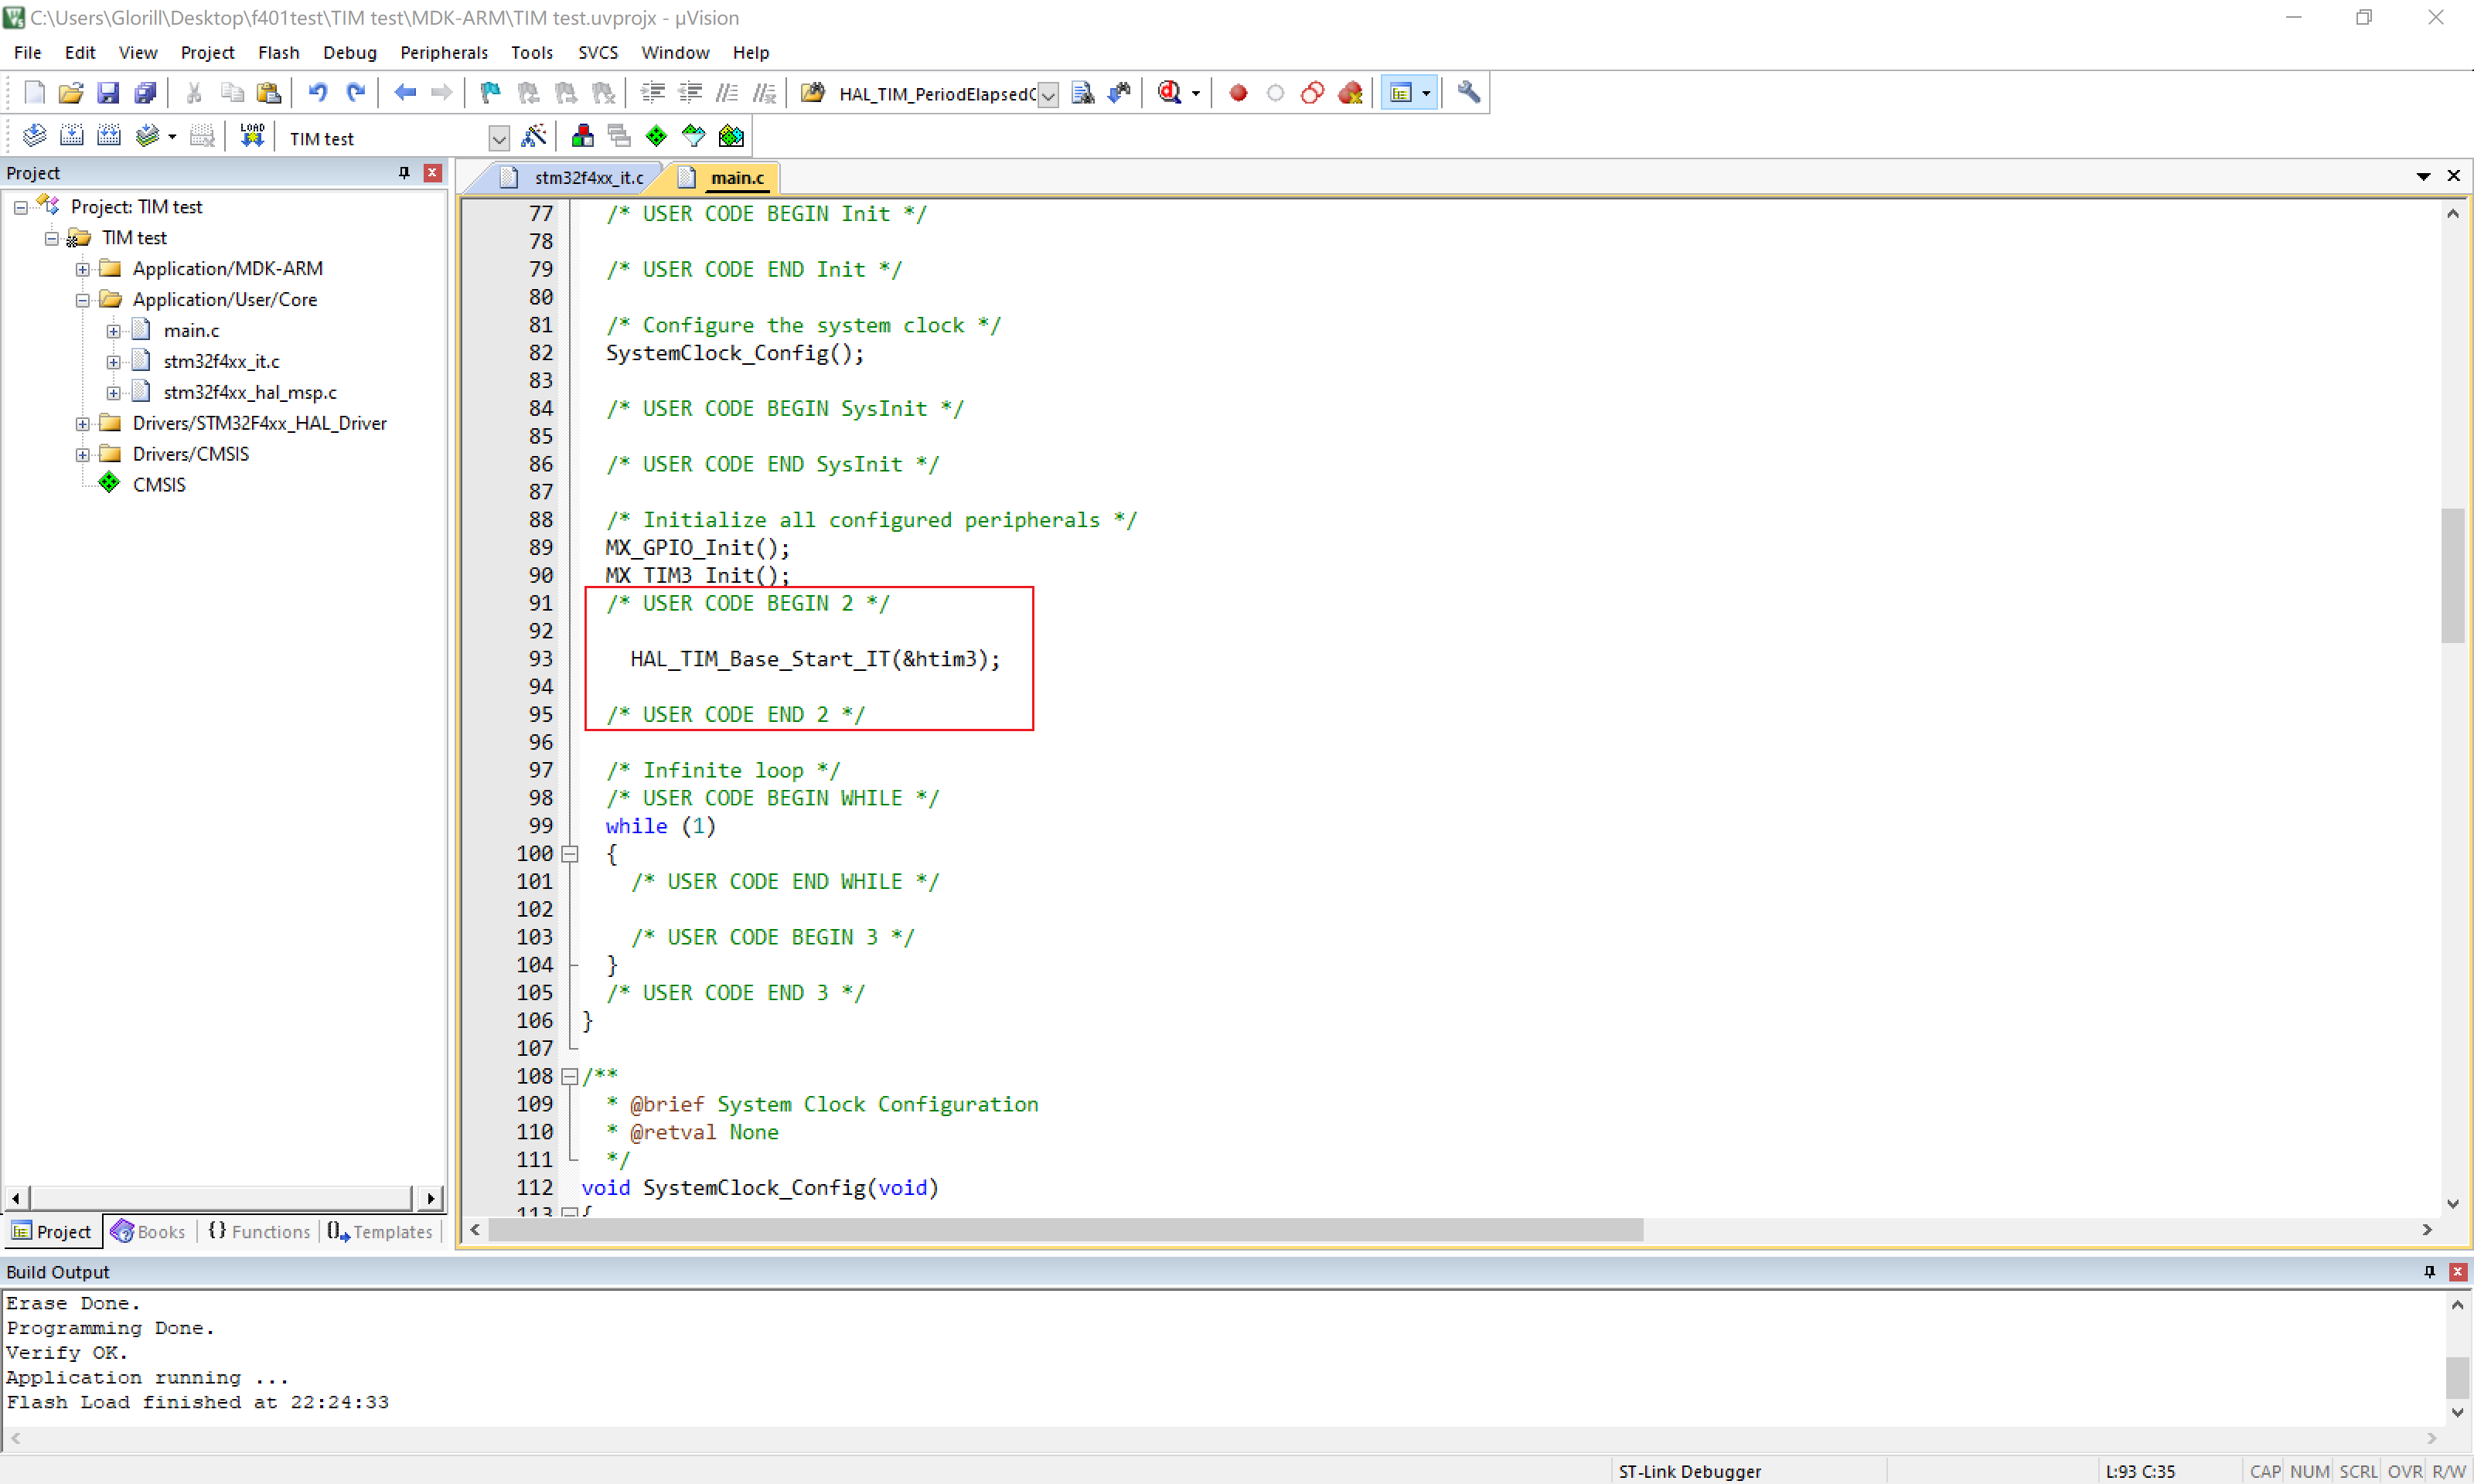 C:\Users\Glorill\Desktop\f401test\TIM test\MDK-ARM\TIM test.uvprojx - µVision
File Edit View Project Flash Debug Peripherals Tools SVCS Window Help
HAL_TIM_PeriodElapsedC
LOAD TIM test
Project
stm32f4xx_it.c main.c
Project: TIM test
TIM test
Application/MDK-ARM
Application/User/Core
main.c
stm32f4xx_it.c
stm32f4xx_hal_msp.c
Drivers/STM32F4xx_HAL_Driver
Drivers/CMSIS
CMSIS
Project Books {} Functions Templates
77 /* USER CODE BEGIN Init */
78
79 /* USER CODE END Init */
80
81 /* Configure the system clock */
82 SystemClock_Config();
83
84 /* USER CODE BEGIN SysInit */
85
86 /* USER CODE END SysInit */
87
88 /* Initialize all configured peripherals */
89 MX_GPIO_Init();
90 MX_TIM3_Init();
91 /* USER CODE BEGIN 2 */
92
93 HAL_TIM_Base_Start_IT(&htim3);
94
95 /* USER CODE END 2 */
96
97 /* Infinite loop */
98 /* USER CODE BEGIN WHILE */
99 while (1)
100 {
101 /* USER CODE END WHILE */
102
103 /* USER CODE BEGIN 3 */
104 }
105 /* USER CODE END 3 */
106 }
107
108 /**
109 * @brief System Clock Configuration
110 * @retval None
111 */
112 void SystemClock_Config(void)
113 {
Build Output
Erase Done.
Programming Done.
Verify OK.
Application running ...
Flash Load finished at 22:24:33
ST-Link Debugger L:93 C:35 CAP NUM SCRL OVR R/W